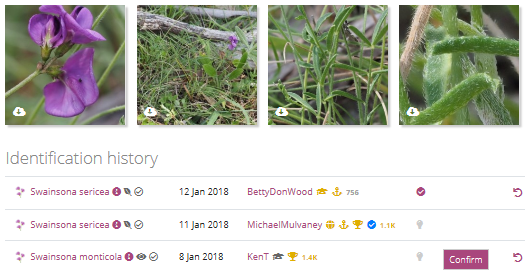 Identification history
Swainsona sericea 12 Jan 2018 BettyDonWood 756
Swainsona sericea 11 Jan 2018 MichaelMulvaney 1.1K
Swainsona monticola 8 Jan 2018 KenT 1.4K Confirm